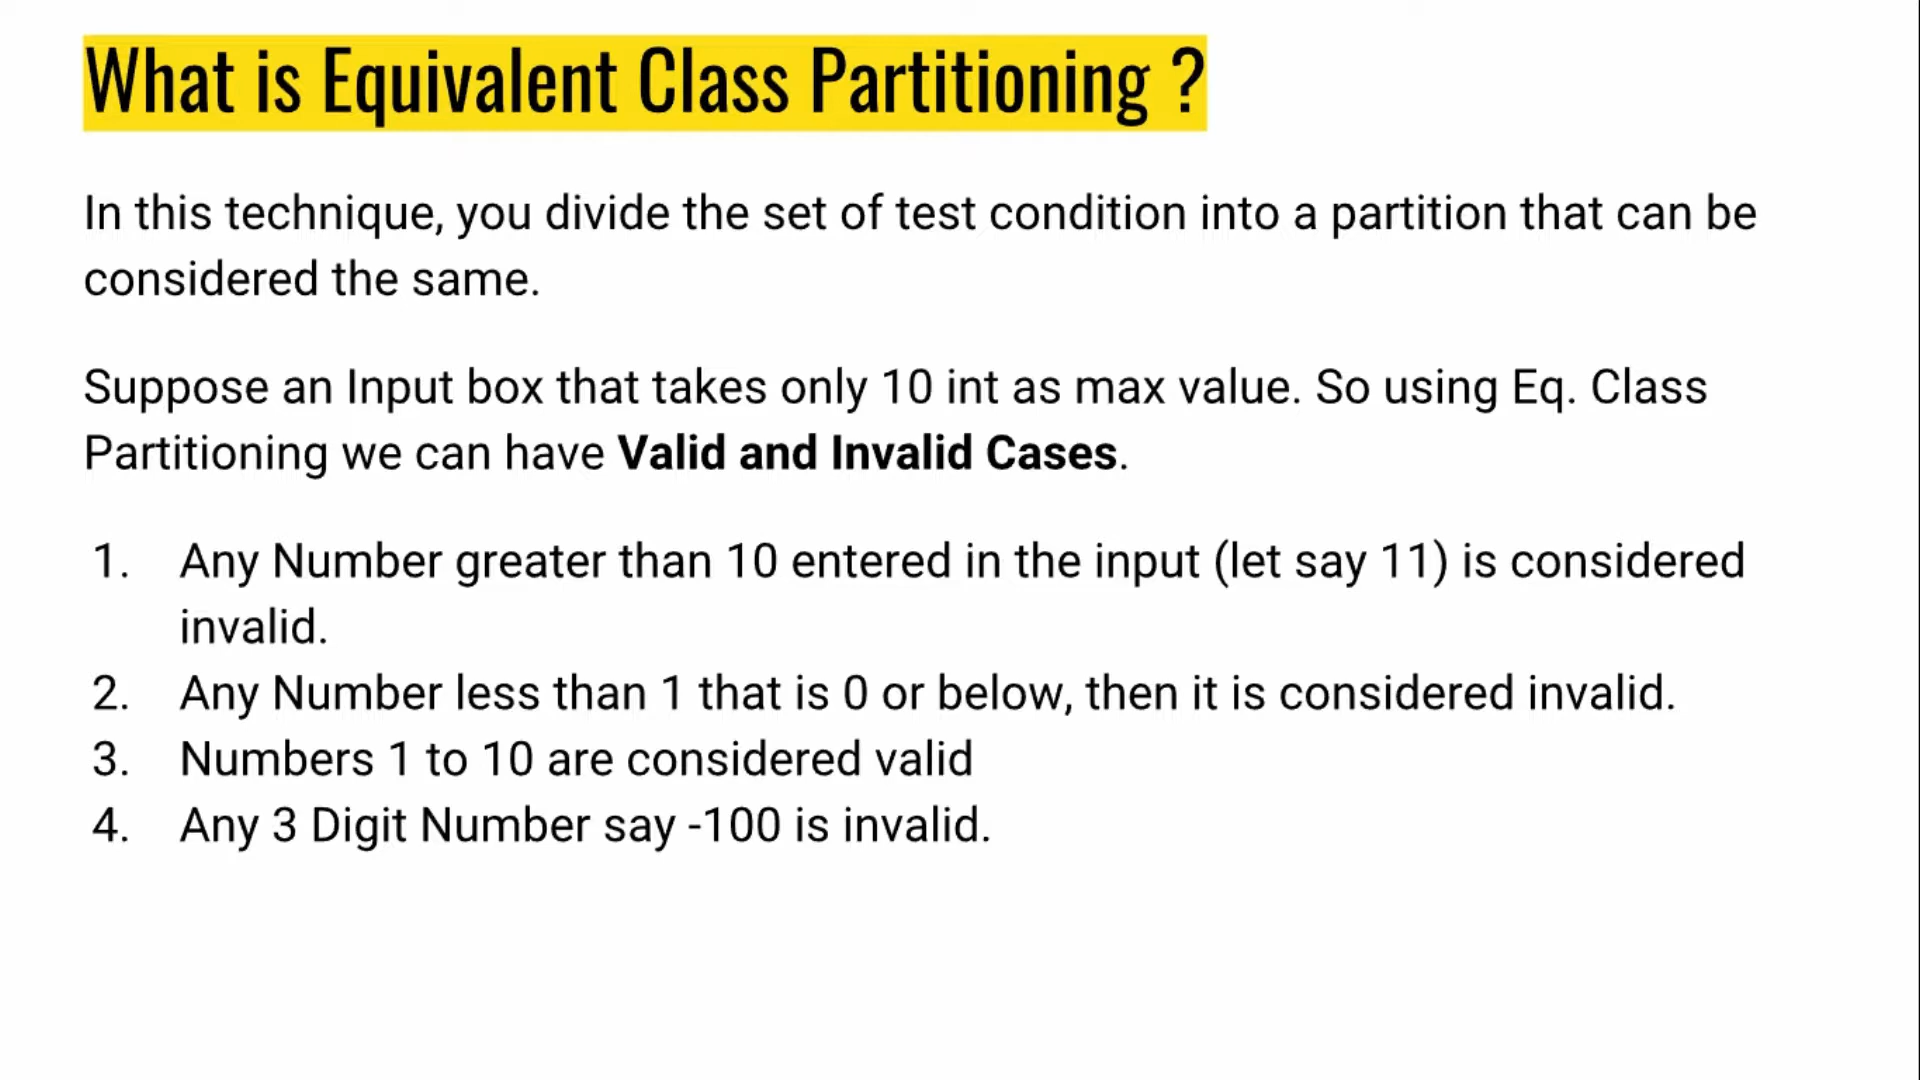 What is Equivalent Class Partitioning ?
In this technique, you divide the set of test condition into a partition that can be
considered the same.
Suppose an Input box that takes only 10 int as max value. So using Eq. Class
Partitioning we can have Valid and Invalid Cases.
1. Any Number greater than 10 entered in the input (let say 11) is considered
invalid.
2. Any Number less than 1 that is 0 or below, then it is considered invalid.
3. Numbers 1 to 10 are considered valid
4. Any 3 Digit Number say -100 is invalid.